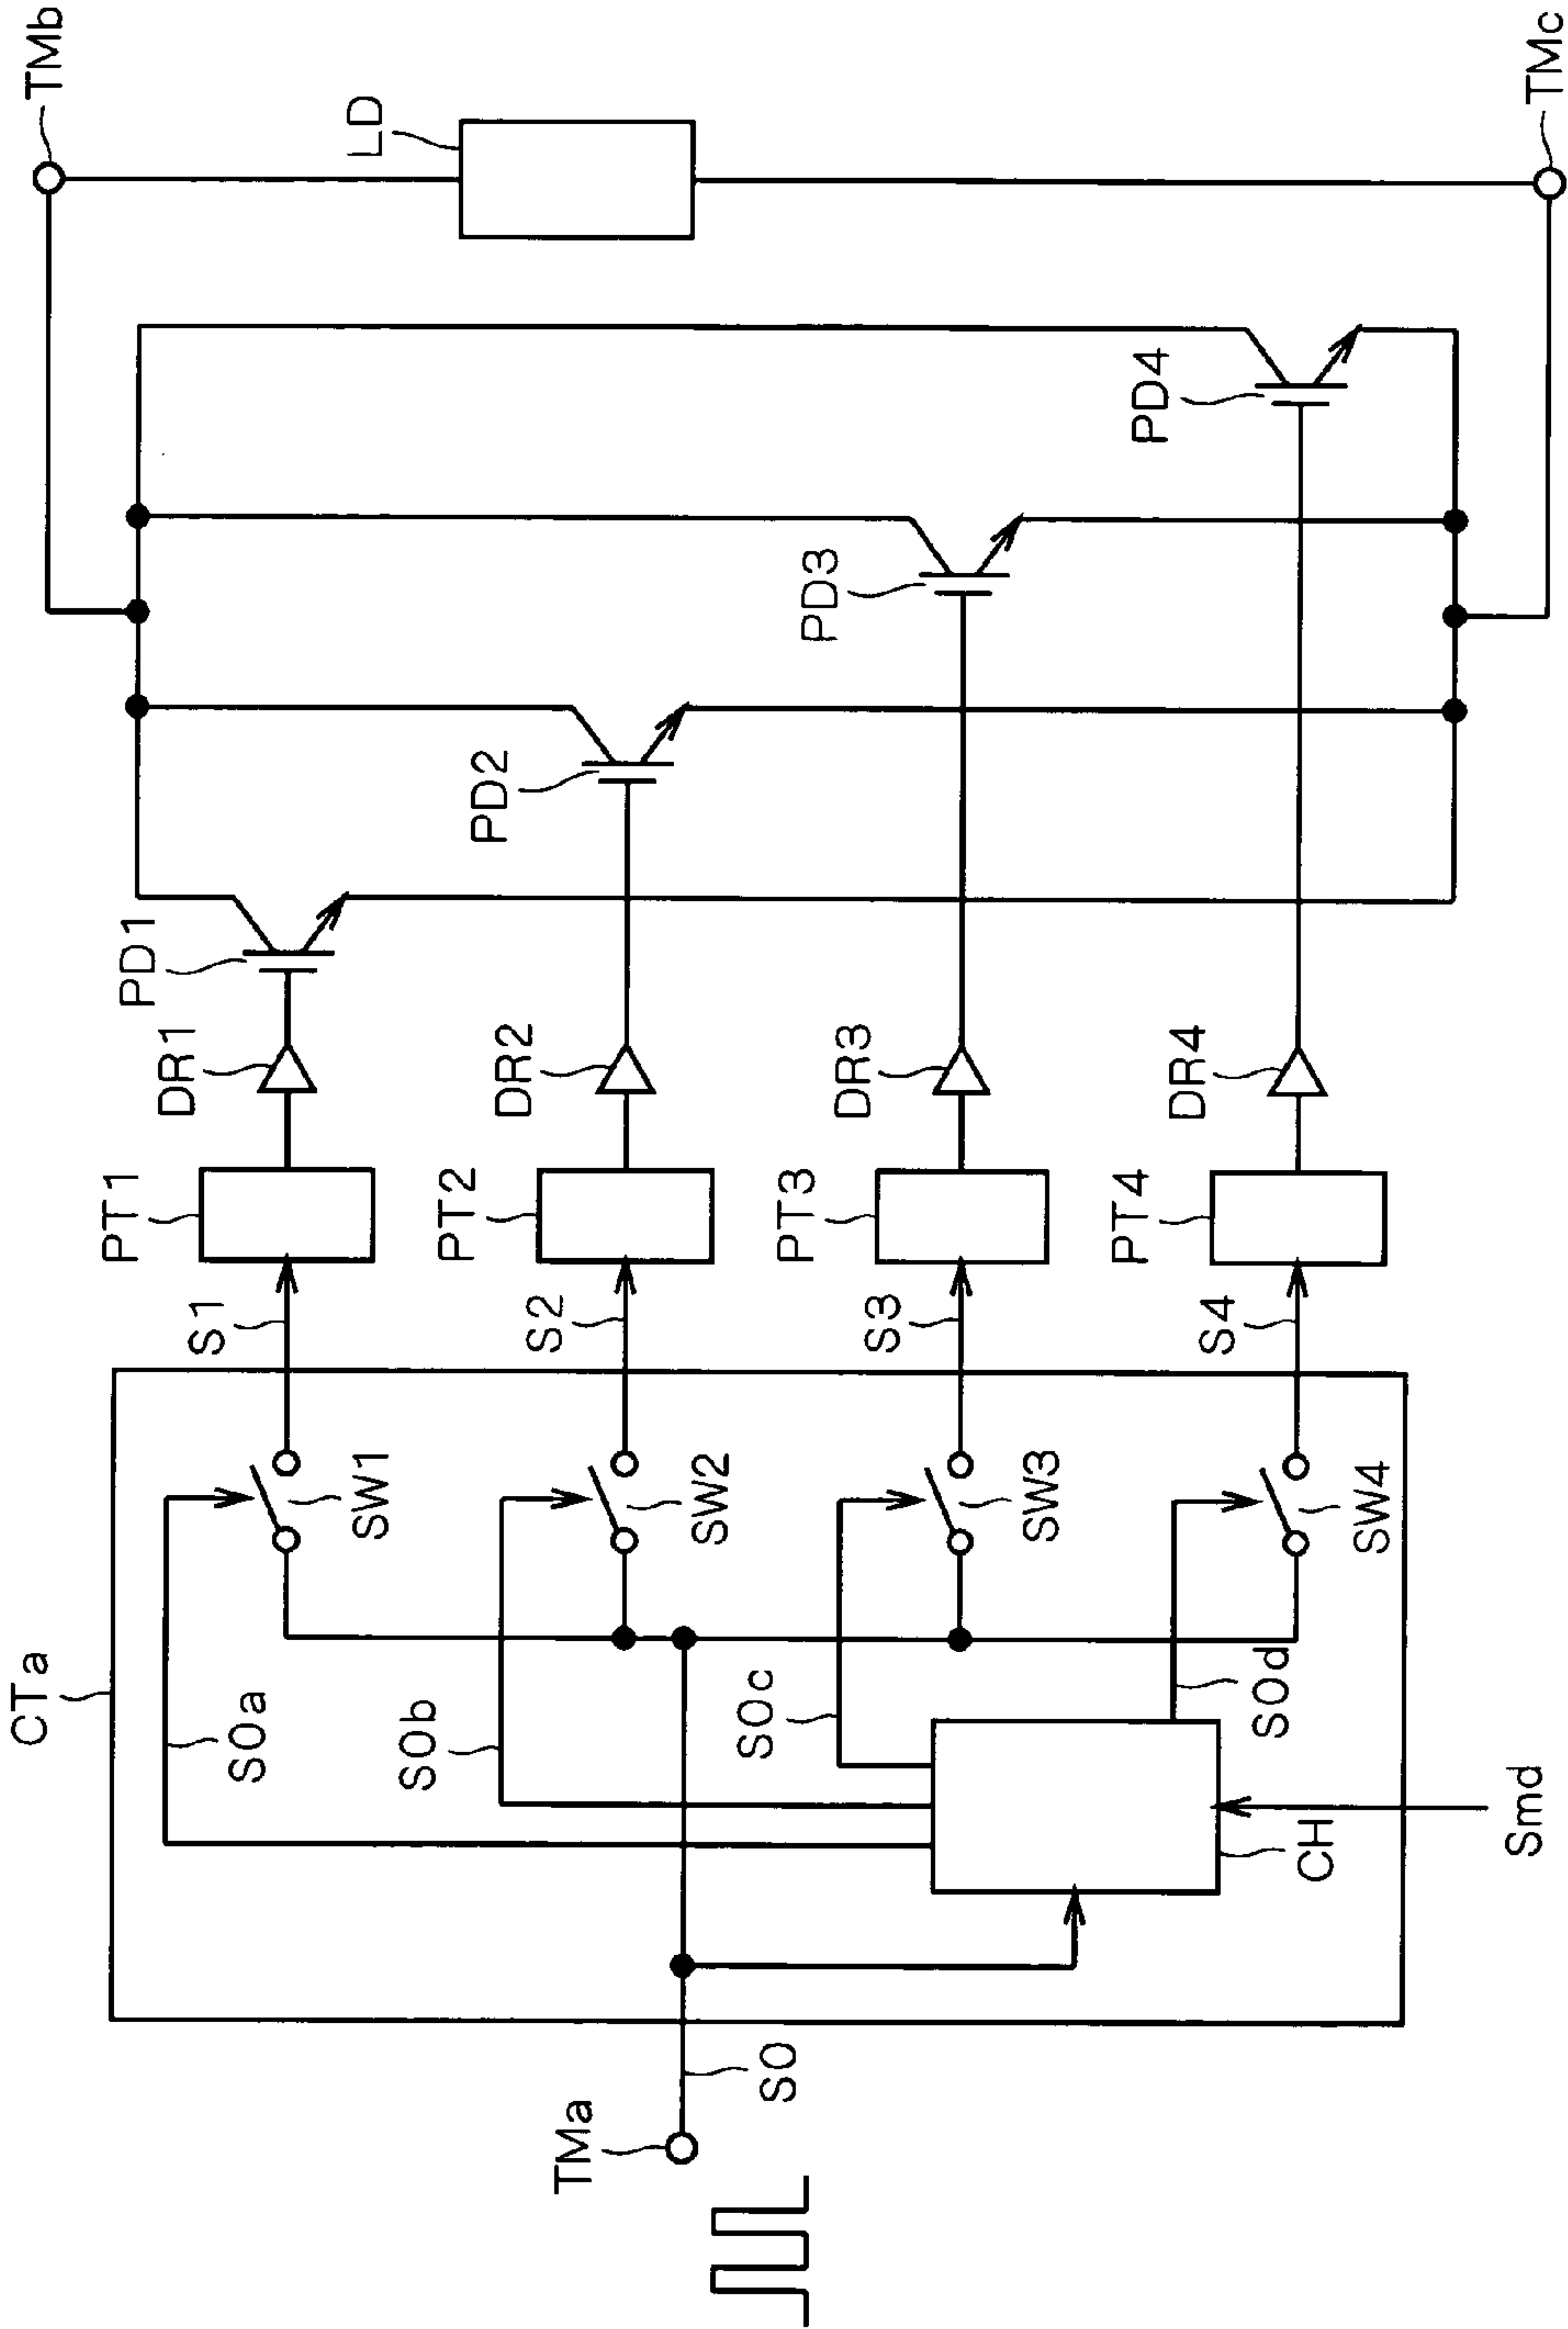 TMb
TMc
LD
PD4
PD3
PD2
PD1
DR1
DR2
DR3
DR4
PT1
PT2
PT3
PT4
S1
S2
S3
S4
SW1
SW2
SW3
SW4
CTa
S0a
S0b
S0c
S0d
CH
Smd
S0
TMa